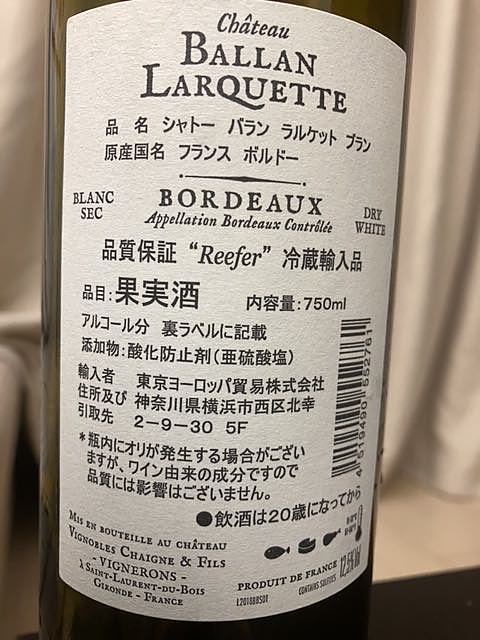 Château
BALLAN
LARQUETTE
品 名 シャトー バラン ラルケット ブラン
原産国名 フランス ボルドー
BLANC
SEC
BORDEAUX
Appellation Bordeaux Contrôlée
DRY
WHITE
品質保証 “Reefer” 冷蔵輸入品
品目:果実酒 内容量:750ml
アルコール分 裏ラベルに記載
添加物:酸化防止剤(亜硫酸塩)
輸入者 東京ヨーロッパ貿易株式会社
住所及び 神奈川県横浜市西区北幸
引取先 2-9-30 5F
*瓶内にオリが発生する場合がござい
ますが、ワイン由来の成分ですので
品質には影響はございません。
●飲酒は20歳になってから
4 519490 552761
MIS EN BOUTEILLE AU CHÂTEAU
VIGNOBLES CHAIGNE & FILS
- VIGNERONS -
À SAINT-LAURENT-DU-BOIS
GIRONDE - FRANCE
PRODUIT DE FRANCE
CONTAINS SULFITES
L2018BBS01
12,5%Vol